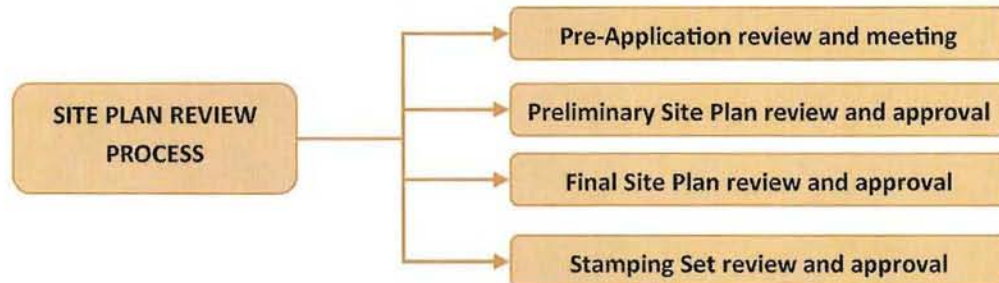 SITE PLAN REVIEW
PROCESS
Pre-Application review and meeting
Preliminary Site Plan review and approval
Final Site Plan review and approval
Stamping Set review and approval